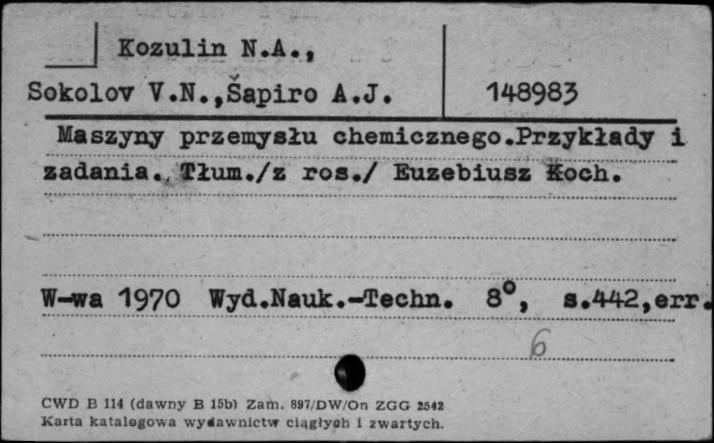 Kozulin N.A.,
Sokolov V.N.,Šapiro A.J. 148983
Maszyny przemysłu chemicznego.Przykłady i
zadania. Tłum./z ros./ Euzebiusz Koch.
W-wa 1970 Wyd.Nauk.-Techn. 8°, s.442,err.
6
CWD B 114 (dawny B 15b) Zam. 897/DW/On ZGG 2542
Karta katalogowa wydawnictw ciągłych i zwartych.